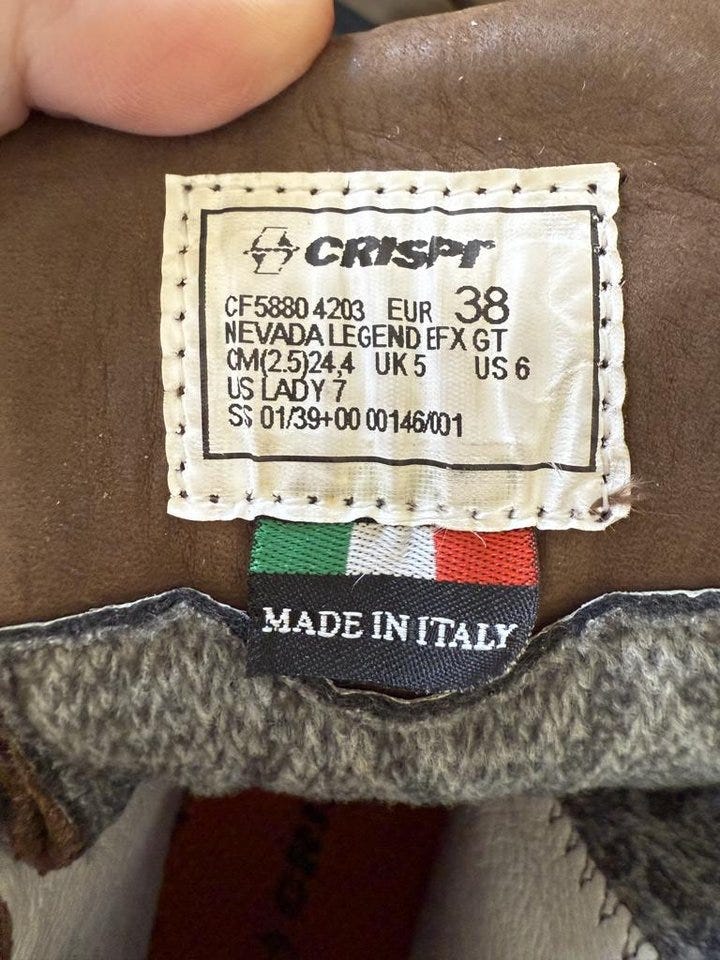 CRISPI
CF5880 4203 EUR 38
NEVADA LEGEND EFX GT
CM(2.5)24,4 UK 5 US 6
US LADY 7
SS 01/39+00 00146/001
MADE IN ITALY